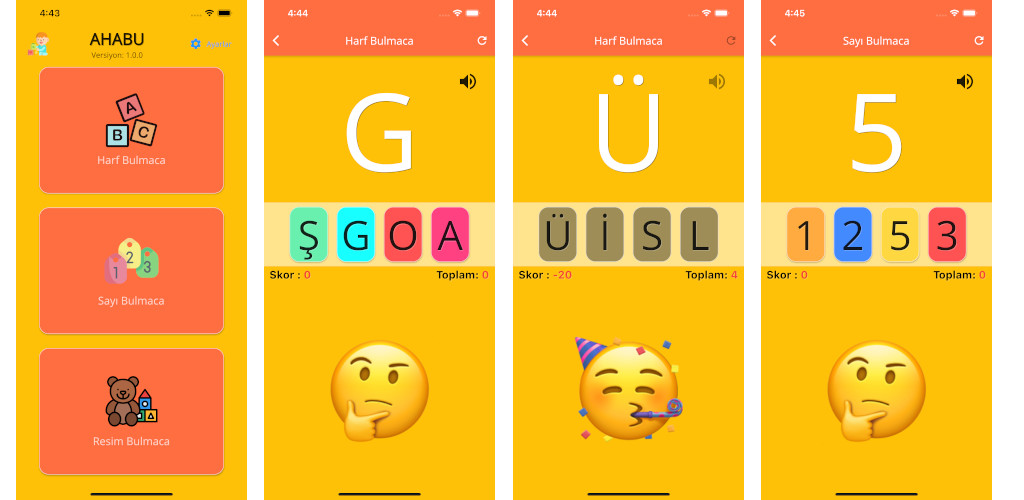 4:43
AHABU
Versiyon: 1.0.0
Ayarlar
A
B
C
Harf Bulmaca
1
2
3
Sayı Bulmaca
Resim Bulmaca
4:44
Harf Bulmaca
G
Ş G O A
Skor : 0 Toplam: 0
4:44
Harf Bulmaca
Ü
Ü İ S L
Skor : -20 Toplam: 4
4:45
Sayı Bulmaca
5
1 2 5 3
Skor : 0 Toplam: 0